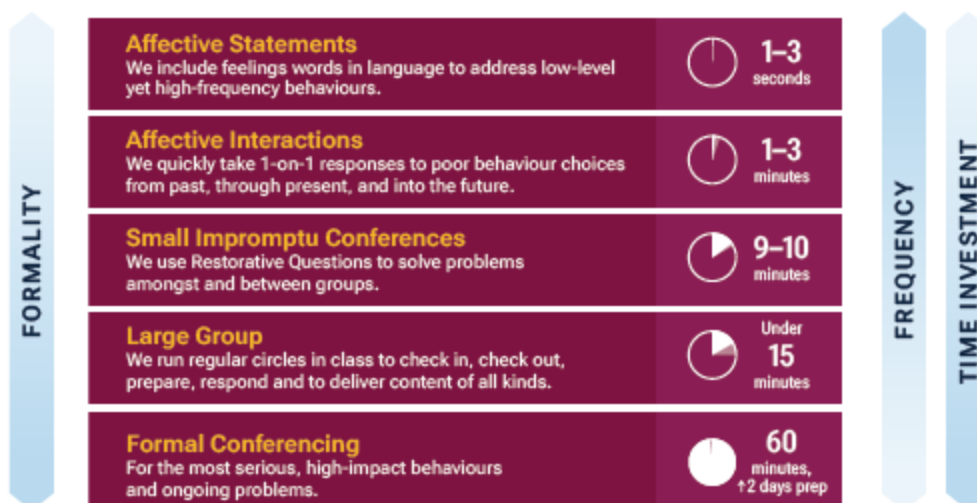 FORMALITY
Affective Statements
We include feelings words in language to address low-level
yet high-frequency behaviours.
1–3
seconds
Affective Interactions
We quickly take 1-on-1 responses to poor behaviour choices
from past, through present, and into the future.
1–3
minutes
Small Impromptu Conferences
We use Restorative Questions to solve problems
amongst and between groups.
9–10
minutes
Large Group
We run regular circles in class to check in, check out,
prepare, respond and to deliver content of all kinds.
Under
15
minutes
Formal Conferencing
For the most serious, high-impact behaviours
and ongoing problems.
60
minutes,
↑2 days prep
FREQUENCY
TIME INVESTMENT